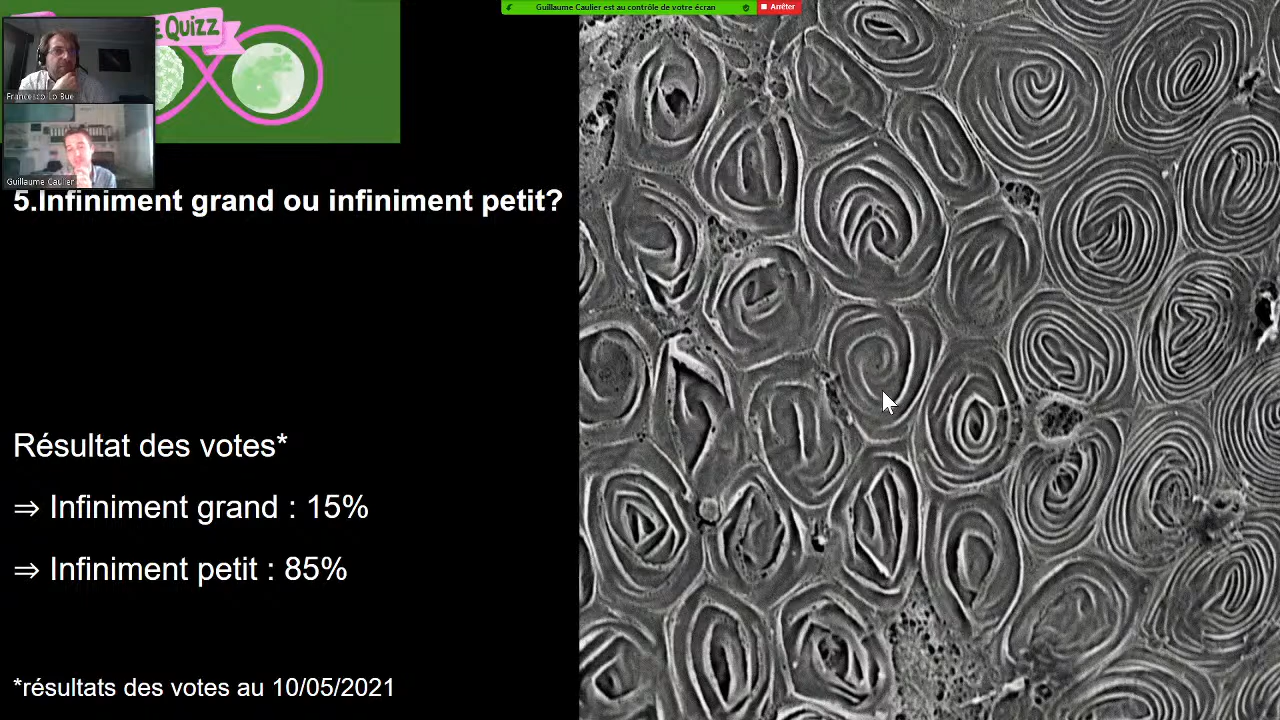 Guillaume Caulier est au contrôle de votre écran
Arrêter
E Quizz
Francesco Lo Bue
Guillaume Caulier
5.Infiniment grand ou infiniment petit?
Résultat des votes*
⇒ Infiniment grand : 15%
⇒ Infiniment petit : 85%
*résultats des votes au 10/05/2021